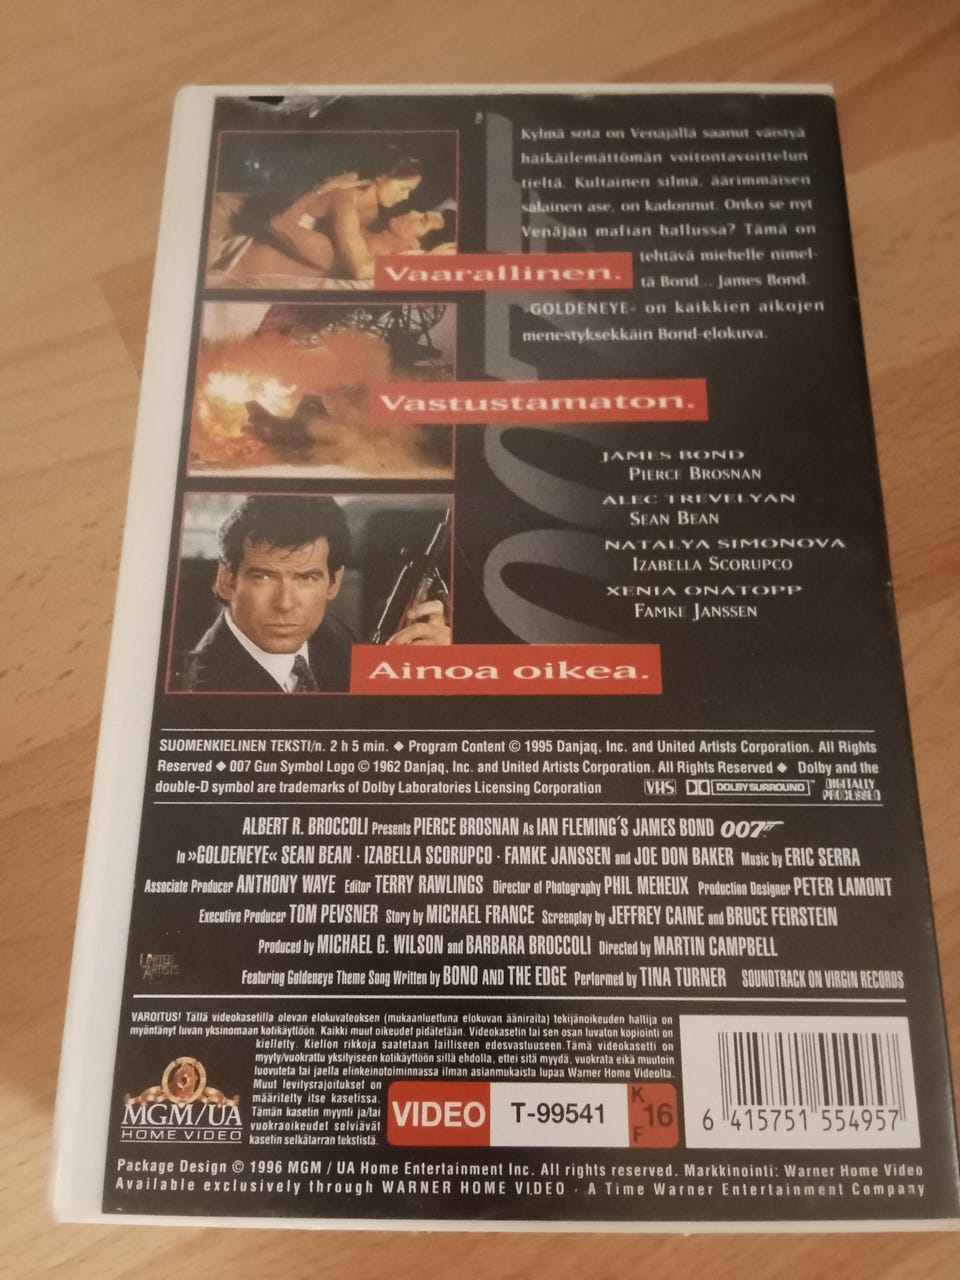 Kylmä sota on Venäjällä saanut väistyä
häikäilemättömän voitontavoittelun
tieltä. Kultainen silmä, äärimmäisen
salainen ase, on kadonnut. Onko se nyt
Venäjän mafian hallussa? Tämä on
tehtävä miehelle nimel-
tä Bond... James Bond.
»GOLDENEYE« on kaikkien aikojen
menestyksekkäin Bond-elokuva.
Vaarallinen.
Vastustamaton.
Ainoa oikea.
007
JAMES BOND
PIERCE BROSNAN
ALEC TREVELYAN
SEAN BEAN
NATALYA SIMONOVA
IZABELLA SCORUPCO
XENIA ONATOPP
FAMKE JANSSEN
SUOMENKIELINEN TEKSTI/n. 2 h 5 min. ◆ Program Content © 1995 Danjaq, Inc. and United Artists Corporation. All Rights
Reserved ◆ 007 Gun Symbol Logo © 1962 Danjaq, Inc. and United Artists Corporation. All Rights Reserved ◆ Dolby and the
double-D symbol are trademarks of Dolby Laboratories Licensing Corporation VHS DOLBY SURROUND DIGITALLY PROCESSED
ALBERT R. BROCCOLI Presents PIERCE BROSNAN As IAN FLEMING'S JAMES BOND 007
In »GOLDENEYE« SEAN BEAN · IZABELLA SCORUPCO · FAMKE JANSSEN and JOE DON BAKER Music by ERIC SERRA
Associate Producer ANTHONY WAYE Editor TERRY RAWLINGS Director of Photography PHIL MEHEUX Production Designer PETER LAMONT
Executive Producer TOM PEVSNER Story by MICHAEL FRANCE Screenplay by JEFFREY CAINE and BRUCE FEIRSTEIN
Produced by MICHAEL G. WILSON and BARBARA BROCCOLI Directed by MARTIN CAMPBELL
UNITED ARTISTS
Featuring Goldeneye Theme Song Written by BONO AND THE EDGE Performed by TINA TURNER SOUNDTRACK ON VIRGIN RECORDS
VAROITUS! Tällä videokasetilla olevan elokuvateoksen (mukaanluettuna elokuvan ääniraita) tekijänoikeuden haltija on
myöntänyt luvan yksinomaan kotikäyttöön. Kaikki muut oikeudet pidätetään. Videokasetin tai sen osan luvaton kopiointi on
kielletty. Kiellon rikkoja saatetaan lailliseen edesvastuuseen. Tämä videokasetti on
myyty/vuokrattu yksityiseen kotikäyttöön sillä ehdolla, ettei sitä myydä, vuokrata eikä muutoin
luovuteta tai jaella elinkeinotoiminnassa ilman asianmukaista lupaa Warner Home Videolta.
Muut levitysrajoitukset on
määritelty itse kasetissa.
Tämän kasetin myynti ja/tai
vuokraoikeudet selviävät
kasetin selkätarran tekstistä.
MGM/UA
HOME VIDEO
VIDEO T-99541 K 16 F
6 415751 554957
Package Design © 1996 MGM / UA Home Entertainment Inc. All rights reserved. Markkinointi: Warner Home Video
Available exclusively through WARNER HOME VIDEO · A Time Warner Entertainment Company